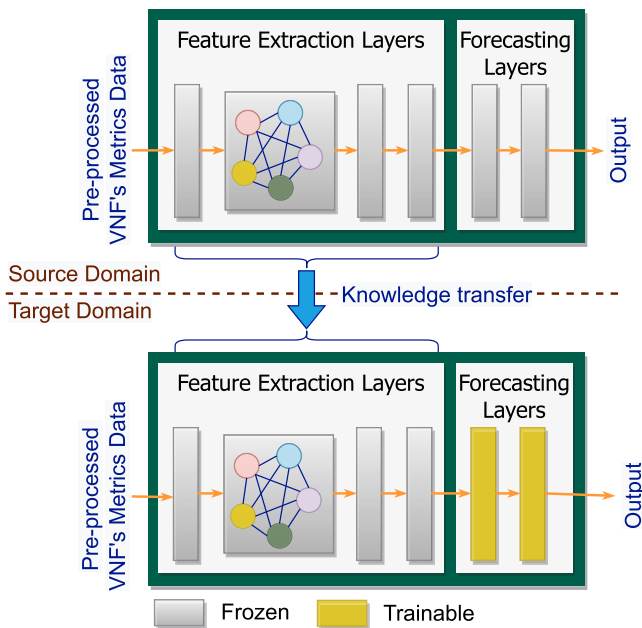 Feature Extraction Layers
Forecasting
Layers
Pre-processed
VNF's Metrics Data
Output
Source Domain
Knowledge transfer
Target Domain
Feature Extraction Layers
Forecasting
Layers
Pre-processed
VNF's Metrics Data
Output
Frozen
Trainable